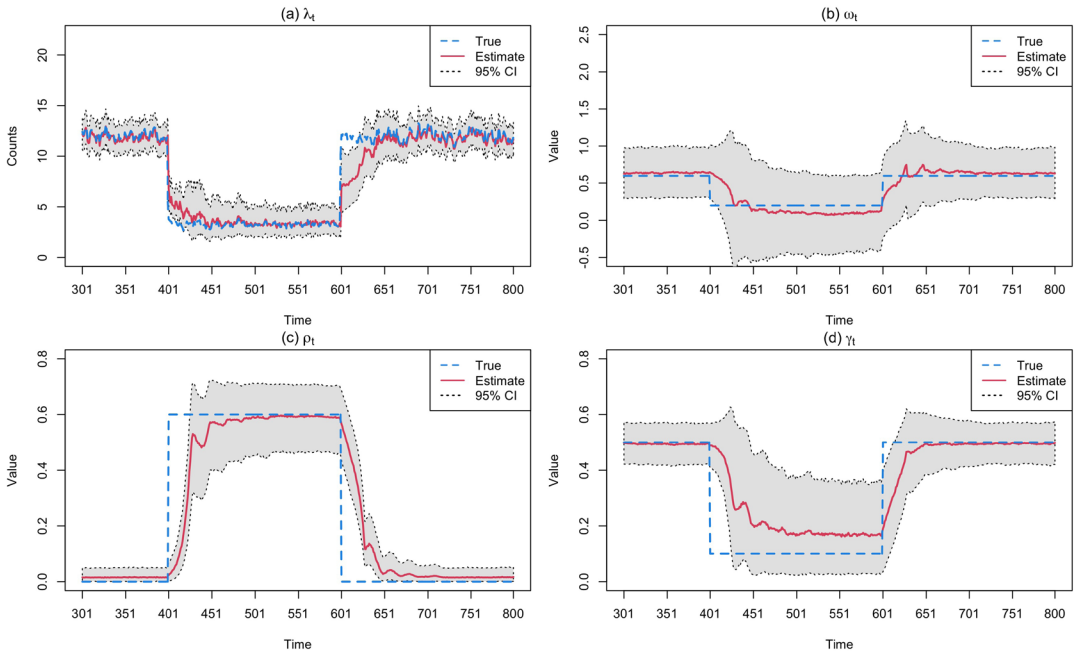 (a) λt
Counts
0 5 10 15 20
True
Estimate
95% CI
301 351 401 451 501 551 601 651 701 751 800
Time
(b) ωt
Value
-0.5 0.0 0.5 1.0 1.5 2.0 2.5
True
Estimate
95% CI
301 351 401 451 501 551 601 651 701 751 800
Time
(c) ρt
Value
0.0 0.2 0.4 0.6 0.8
True
Estimate
95% CI
301 351 401 451 501 551 601 651 701 751 800
Time
(d) γt
Value
0.0 0.2 0.4 0.6 0.8
True
Estimate
95% CI
301 351 401 451 501 551 601 651 701 751 800
Time